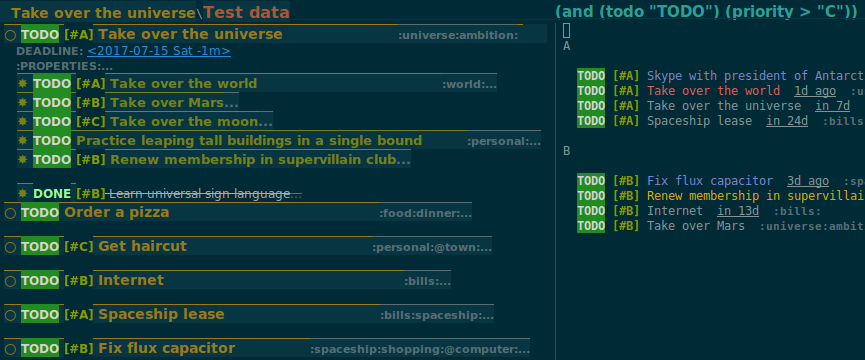 Take over the universe\Test data
○ TODO [#A] Take over the universe :universe:ambition:
DEADLINE: <2017-07-15 Sat -1m>
:PROPERTIES:...
✸ TODO [#A] Take over the world :world:...
✸ TODO [#B] Take over Mars...
✸ TODO [#C] Take over the moon...
✸ TODO Practice leaping tall buildings in a single bound :personal:...
✸ TODO [#B] Renew membership in supervillain club...
✸ DONE [#B] Learn universal sign language...
○ TODO Order a pizza :food:dinner:...
○ TODO [#C] Get haircut :personal:@town:...
○ TODO [#B] Internet :bills:...
○ TODO [#A] Spaceship lease :bills:spaceship:...
○ TODO [#B] Fix flux capacitor :spaceship:shopping:@computer:...
(and (todo "TODO") (priority > "C"))
A
TODO [#A] Skype with president of Antarct
TODO [#A] Take over the world 1d ago :u
TODO [#A] Take over the universe in 7d
TODO [#A] Spaceship lease in 24d :bills
B
TODO [#B] Fix flux capacitor 3d ago :sp
TODO [#B] Renew membership in supervillai
TODO [#B] Internet in 13d :bills:
TODO [#B] Take over Mars :universe:ambit